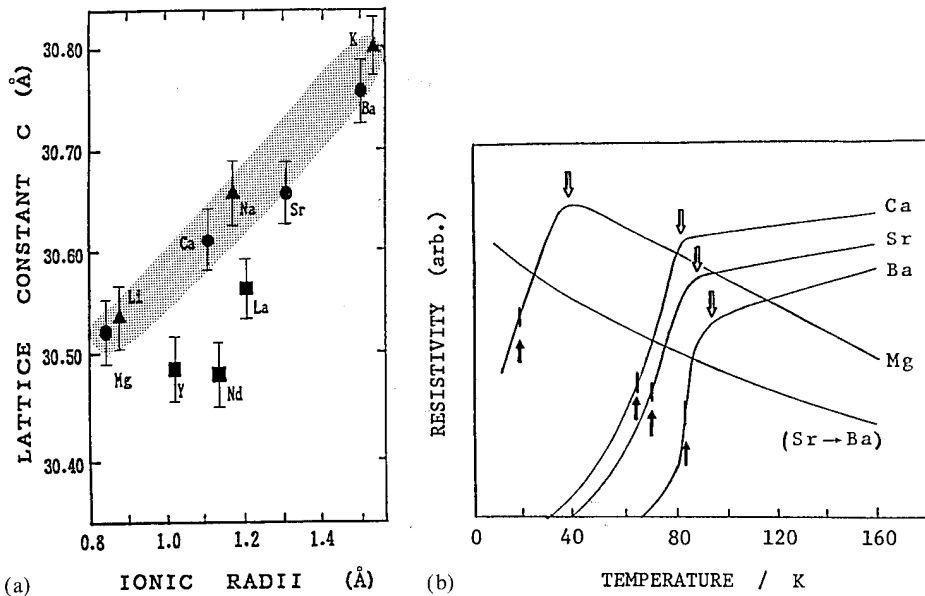 LATTICE CONSTANT C (Å)
30.80
30.70
30.60
30.50
30.40
K
Ba
Na
Sr
Ca
La
Li
Mg
Y
Nd
0.8
1.0
1.2
1.4
(a)
IONIC RADII (Å)
RESISTIVITY (arb.)
Ca
Sr
Ba
Mg
(Sr→Ba)
0
40
80
120
160
(b)
TEMPERATURE / K